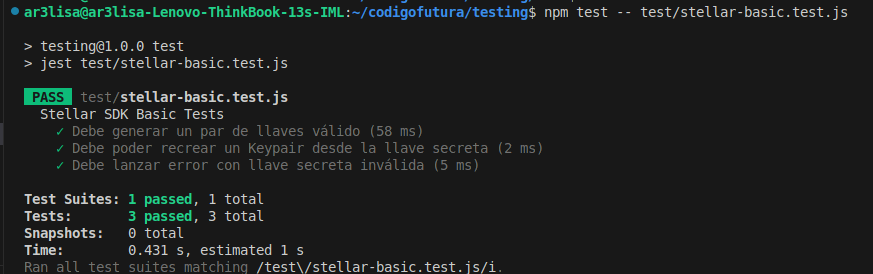 ar3lisa@ar3lisa-Lenovo-ThinkBook-13s-IML:~/codigofutura/testing$ npm test -- test/stellar-basic.test.js
> testing@1.0.0 test
> jest test/stellar-basic.test.js
PASS test/stellar-basic.test.js
Stellar SDK Basic Tests
✓ Debe generar un par de llaves válido (58 ms)
✓ Debe poder recrear un Keypair desde la llave secreta (2 ms)
✓ Debe lanzar error con llave secreta inválida (5 ms)
Test Suites: 1 passed, 1 total
Tests: 3 passed, 3 total
Snapshots: 0 total
Time: 0.431 s, estimated 1 s
Ran all test suites matching /test\/stellar-basic.test.js/i.